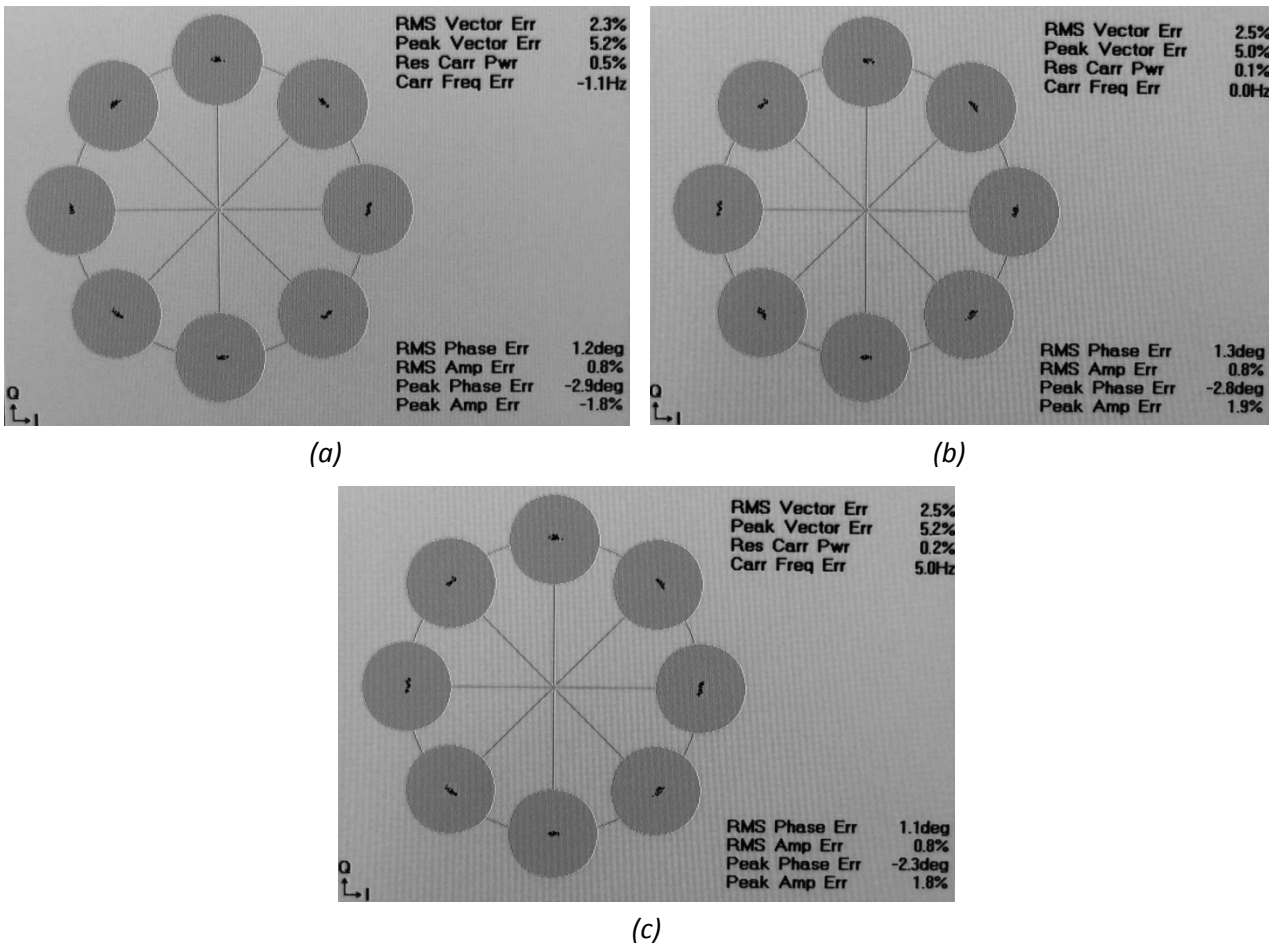 RMS Vector Err 2.3%
Peak Vector Err 5.2%
Res Carr Pwr 0.5%
Carr Freq Err -1.1Hz
RMS Phase Err 1.2deg
RMS Amp Err 0.8%
Peak Phase Err -2.9deg
Peak Amp Err -1.8%
Q
I
(a)
RMS Vector Err 2.5%
Peak Vector Err 5.0%
Res Carr Pwr 0.1%
Carr Freq Err 0.0Hz
RMS Phase Err 1.3deg
RMS Amp Err 0.8%
Peak Phase Err -2.8deg
Peak Amp Err 1.9%
Q
I
(b)
RMS Vector Err 2.5%
Peak Vector Err 5.2%
Res Carr Pwr 0.2%
Carr Freq Err 5.0Hz
RMS Phase Err 1.1deg
RMS Amp Err 0.8%
Peak Phase Err -2.3deg
Peak Amp Err 1.8%
Q
I
(c)